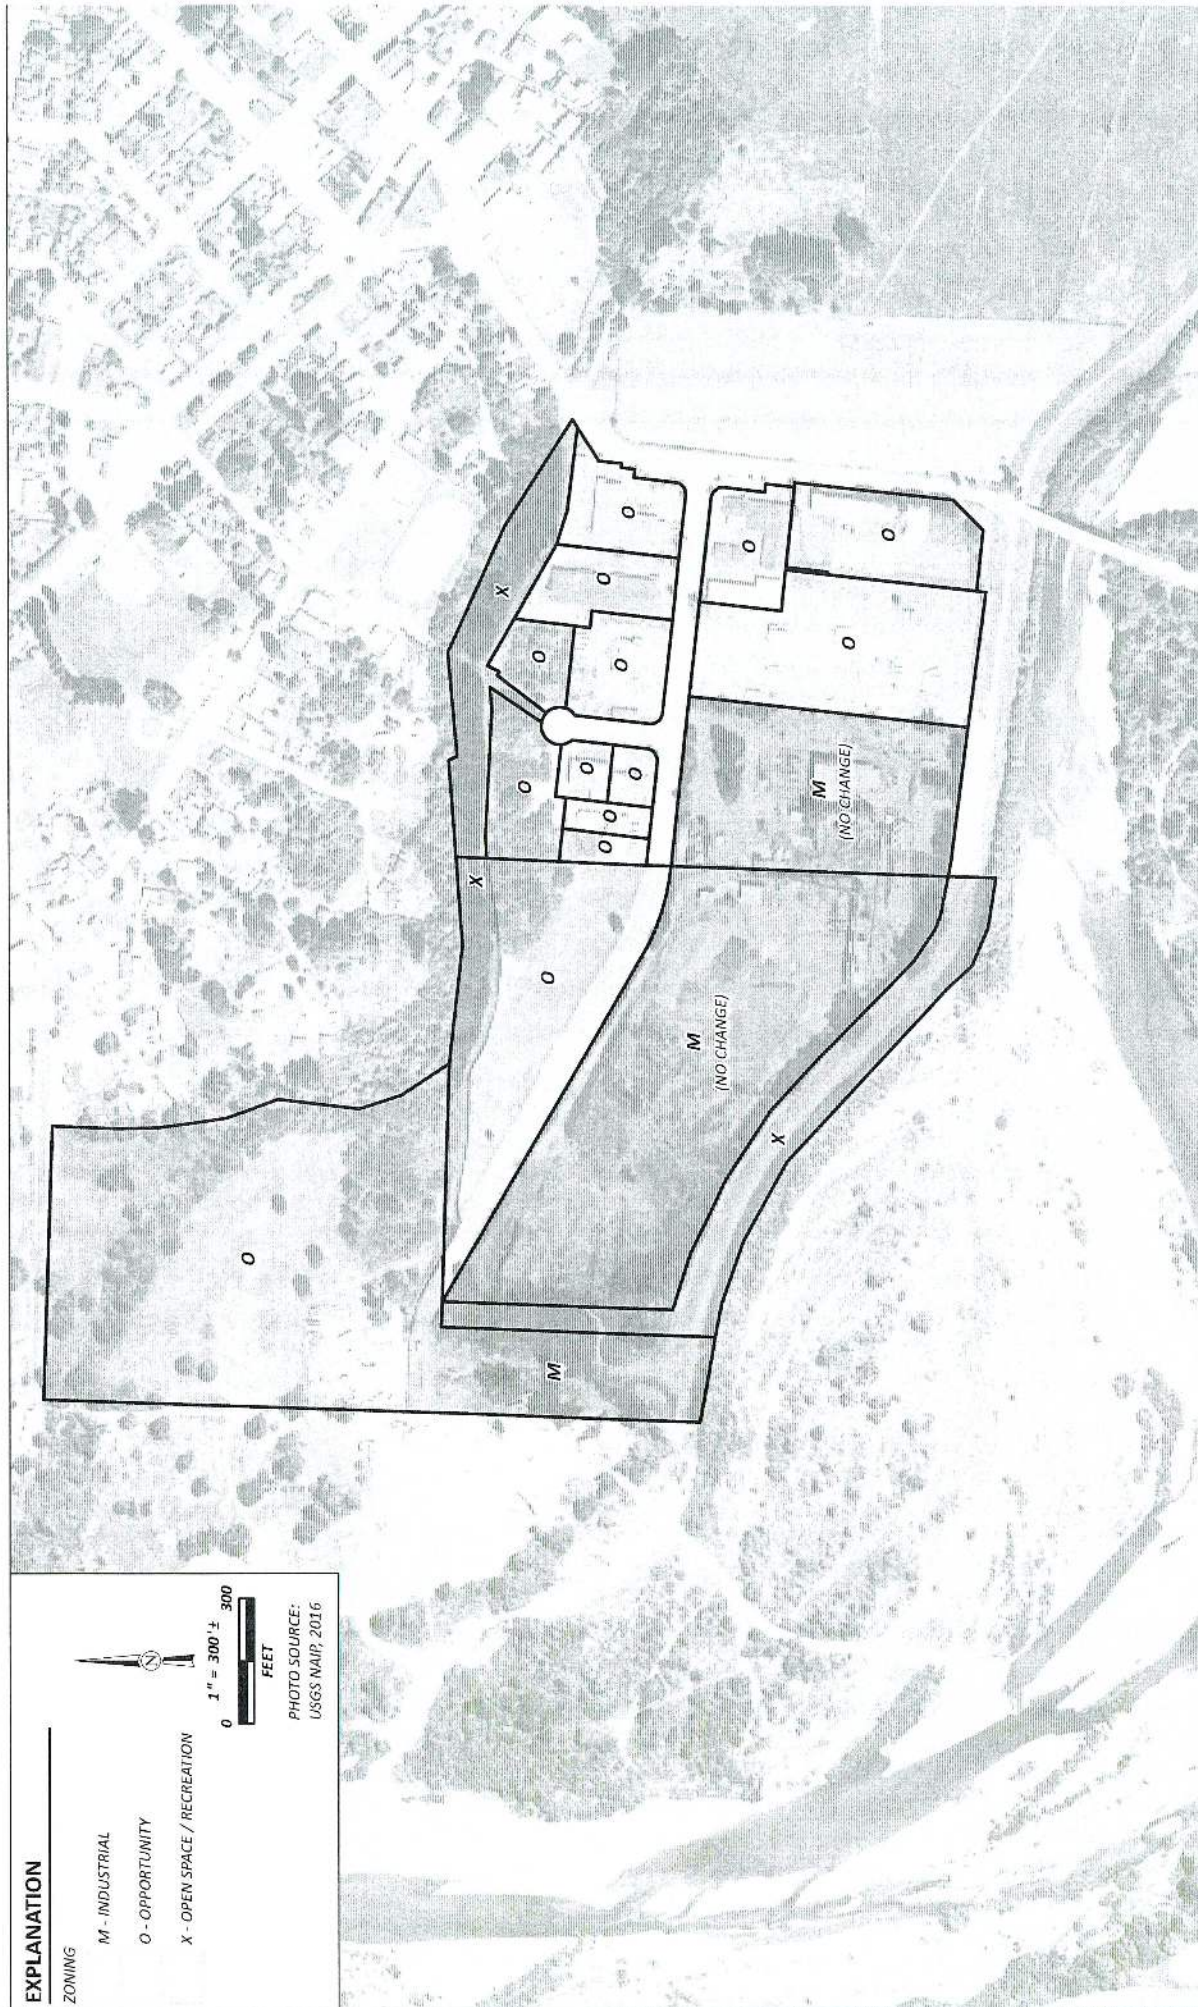 EXPLANATION
ZONING
M - INDUSTRIAL
O - OPPORTUNITY
X - OPEN SPACE / RECREATION
N
1" = 300'±
0 300
FEET
PHOTO SOURCE:
USGS NAIP, 2016
O
M
X
O
X
M
(NO CHANGE)
X
O
O
O
O
O
O
O
O
O
M
(NO CHANGE)
O
O
O